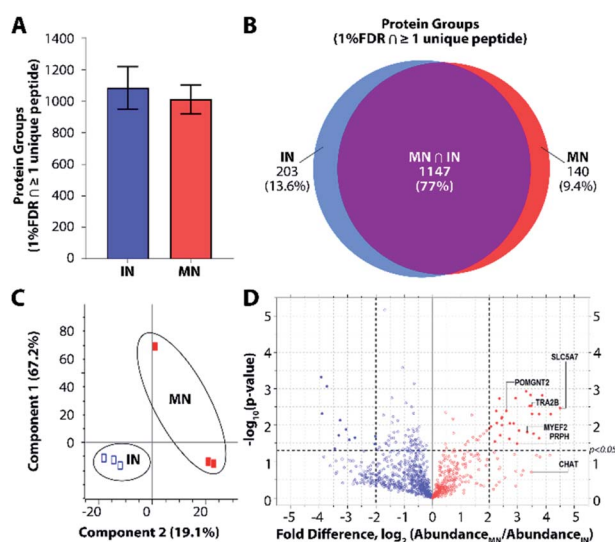 A
Protein Groups
(1%FDR ∩ ≥ 1 unique peptide)
1400
1200
1000
800
600
400
200
0
IN
MN
B
Protein Groups
(1%FDR ∩ ≥ 1 unique peptide)
IN
203
(13.6%)
MN ∩ IN
1147
(77%)
MN
140
(9.4%)
C
Component 1 (67.2%)
80
60
40
20
0
-20
-40
MN
IN
-20
0
20
Component 2 (19.1%)
D
-log10(p-value)
5
4
3
2
1
0
5
4
3
2
1
0
SLC5A7
POMGNT2
TRA2B
MYEF2
PRPH
p<0.05
CHAT
-5 -4 -3 -2 -1 0 1 2 3 4 5
Fold Difference, log2 (AbundanceMN/AbundanceIN)